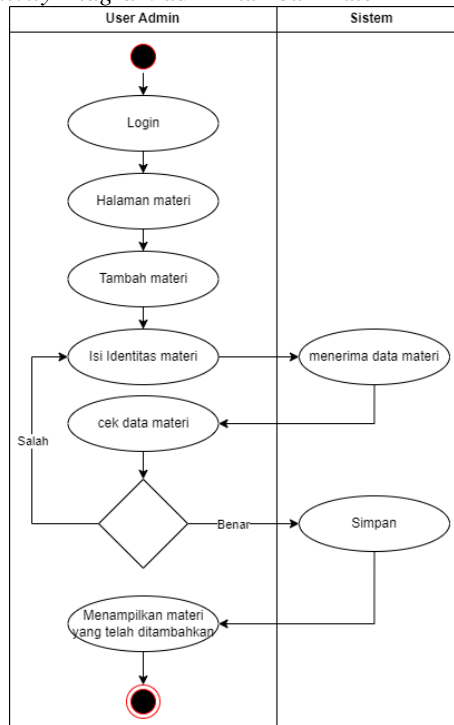 User Admin
Sistem
Login
Halaman materi
Tambah materi
Isi Identitas materi
menerima data materi
cek data materi
Salah
Benar
Simpan
Menampilkan materi
yang telah ditambahkan